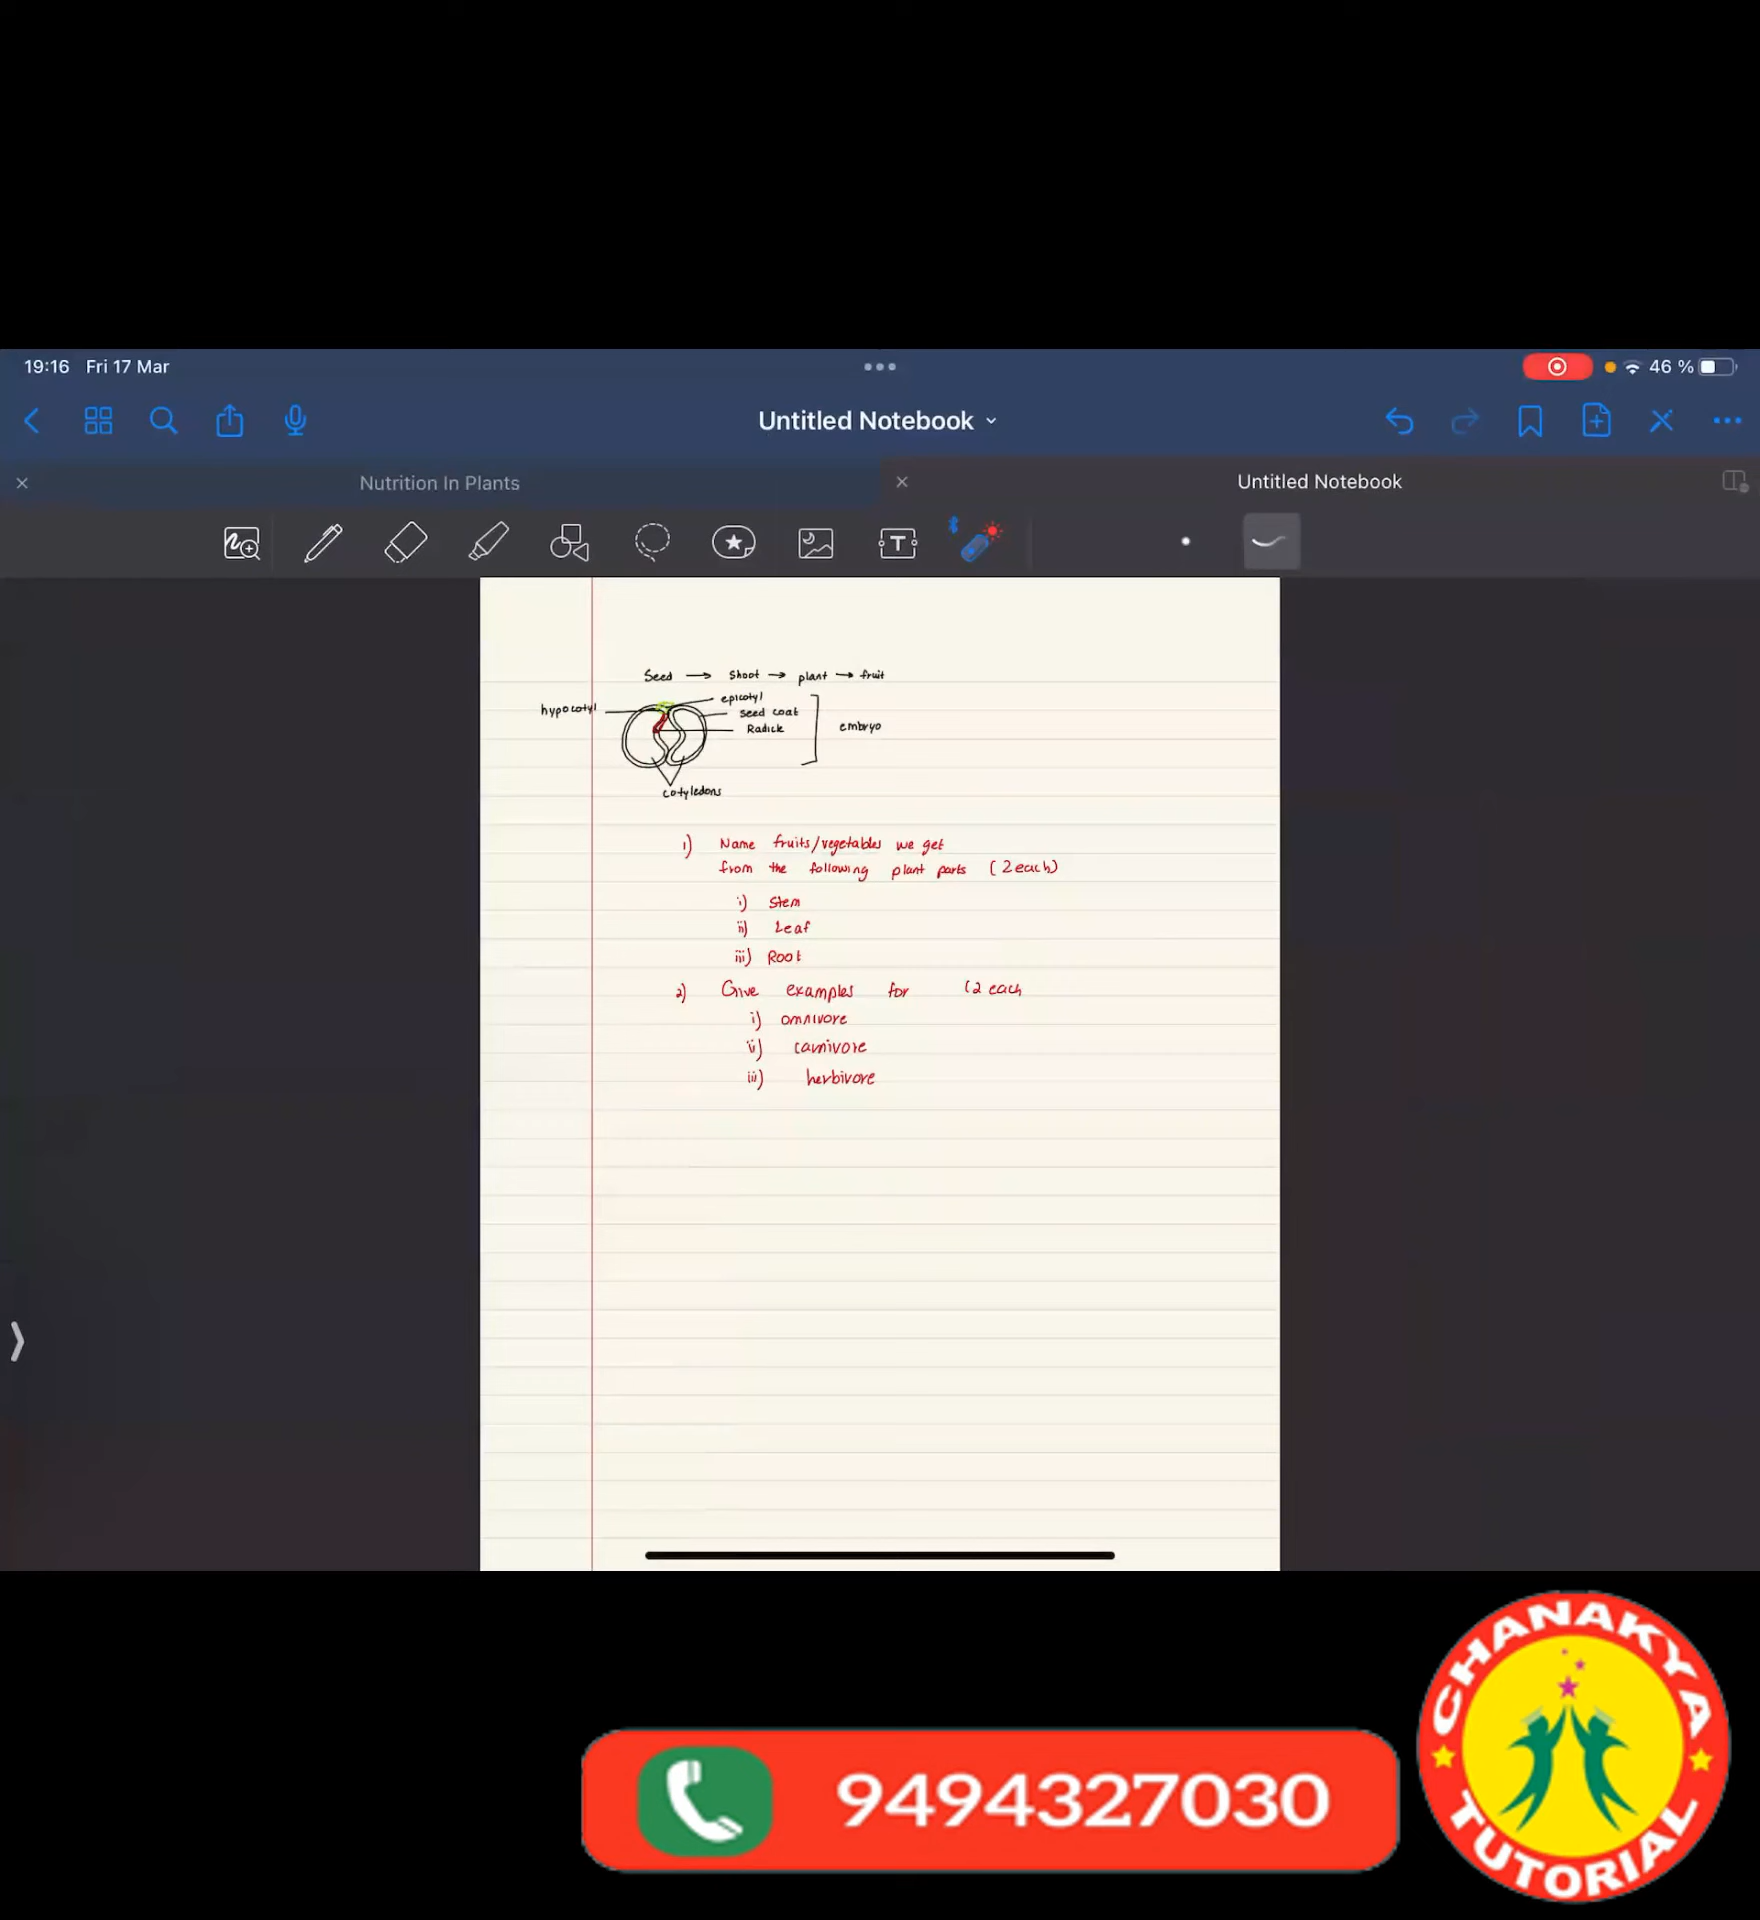 19:16 Fri 17 Mar
46 %
Untitled Notebook
Nutrition In Plants
Untitled Notebook
T
Seed → Shoot → plant → fruit
hypocotyl
epicotyl
Seed coat
Radicle
embryo
cotyledons
1) Name fruits/vegetables we get
from the following plant parts (2 each)
i) Stem
ii) Leaf
iii) Root
2) Give examples for (2 each
i) omnivore
ii) carnivore
iii) herbivore
CHANAKYA
TUTORIAL
9494327030